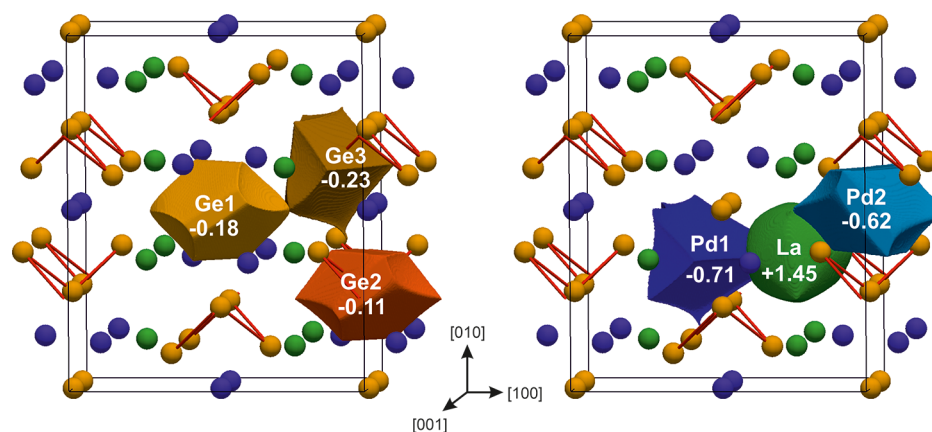 Ge3
-0.23
Ge1
-0.18
Ge2
-0.11
Pd2
-0.62
Pd1
-0.71
La
+1.45
[010]
[100]
[001]